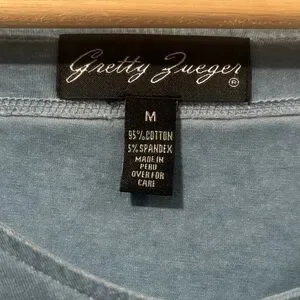 Gretty Zueger
®
M
95% COTTON
5% SPANDEX
MADE IN
PERU
OVER FOR
CARE